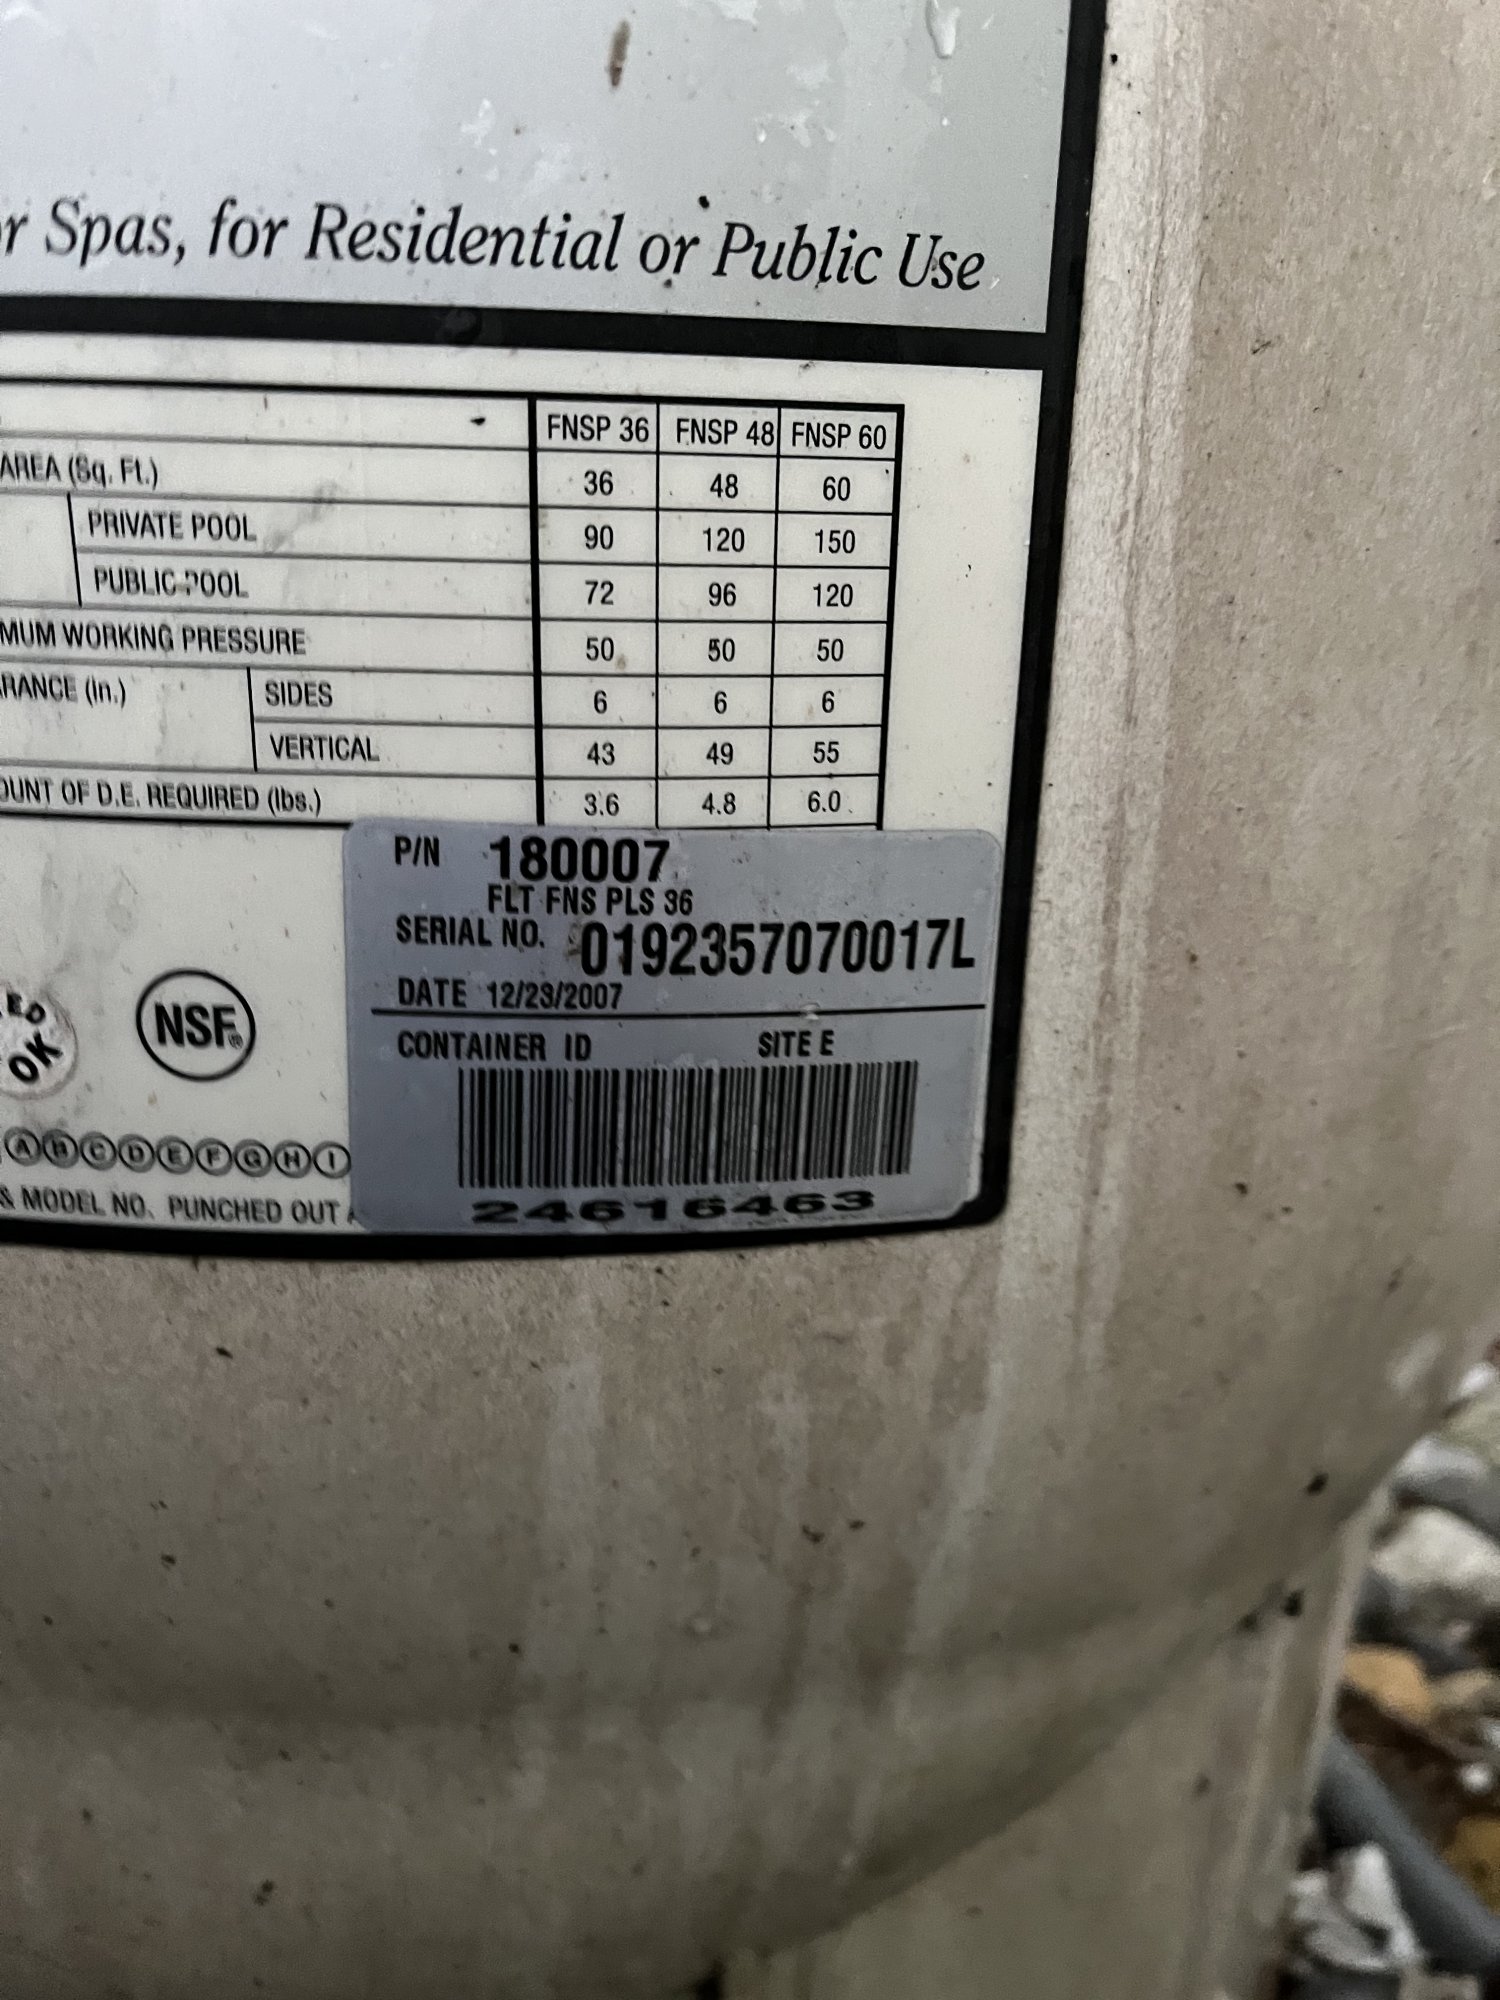 r Spas, for Residential or Public Use
FNSP 36 FNSP 48 FNSP 60
AREA (Sq. Ft.) 36 48 60
PRIVATE POOL 90 120 150
PUBLIC POOL 72 96 120
MUM WORKING PRESSURE 50 50 50
RANCE (in.) SIDES 6 6 6
VERTICAL 43 49 55
OUNT OF D.E. REQUIRED (lbs.) 3.6 4.8 6.0
P/N 180007
FLT FNS PLS 36
SERIAL NO. 0192357070017L
DATE 12/23/2007
CONTAINER ID SITE E
24616463
ED
OK
NSF®
A B C D E F G H I
& MODEL NO. PUNCHED OUT